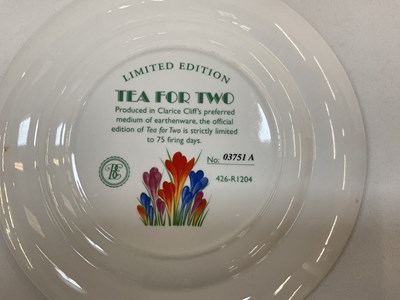 LIMITED EDITION
TEA FOR TWO
Produced in Clarice Cliff's preferred
medium of earthenware, the official
edition of Tea for Two is strictly limited
to 75 firing days.
No: 03751 A
426-R1204